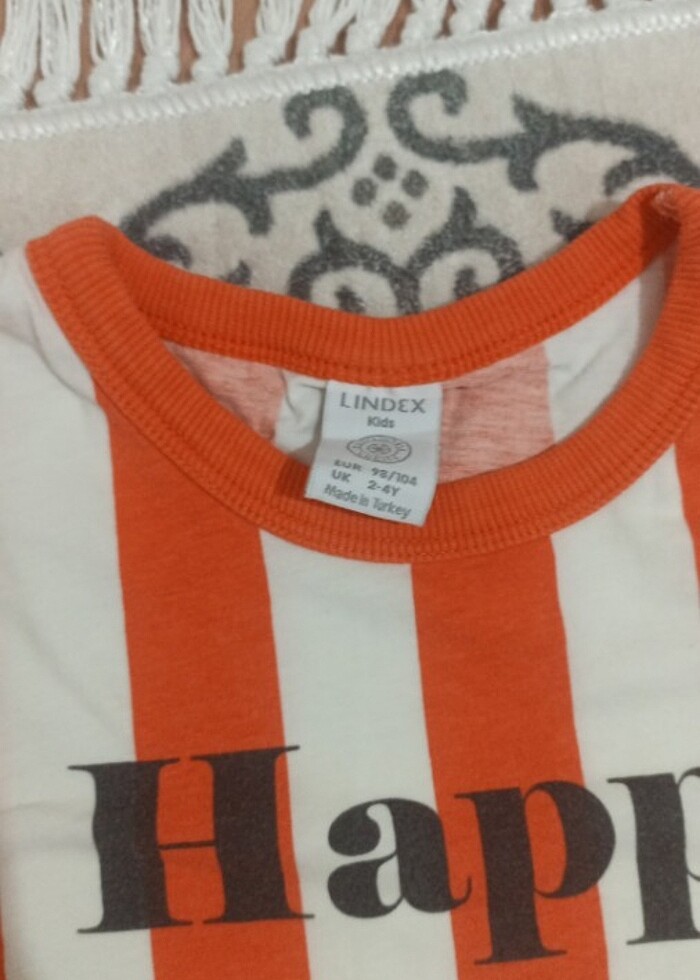 LINDEX
Kids
EUR 98/104
UK 2-4Y
Made in Turkey
Happ